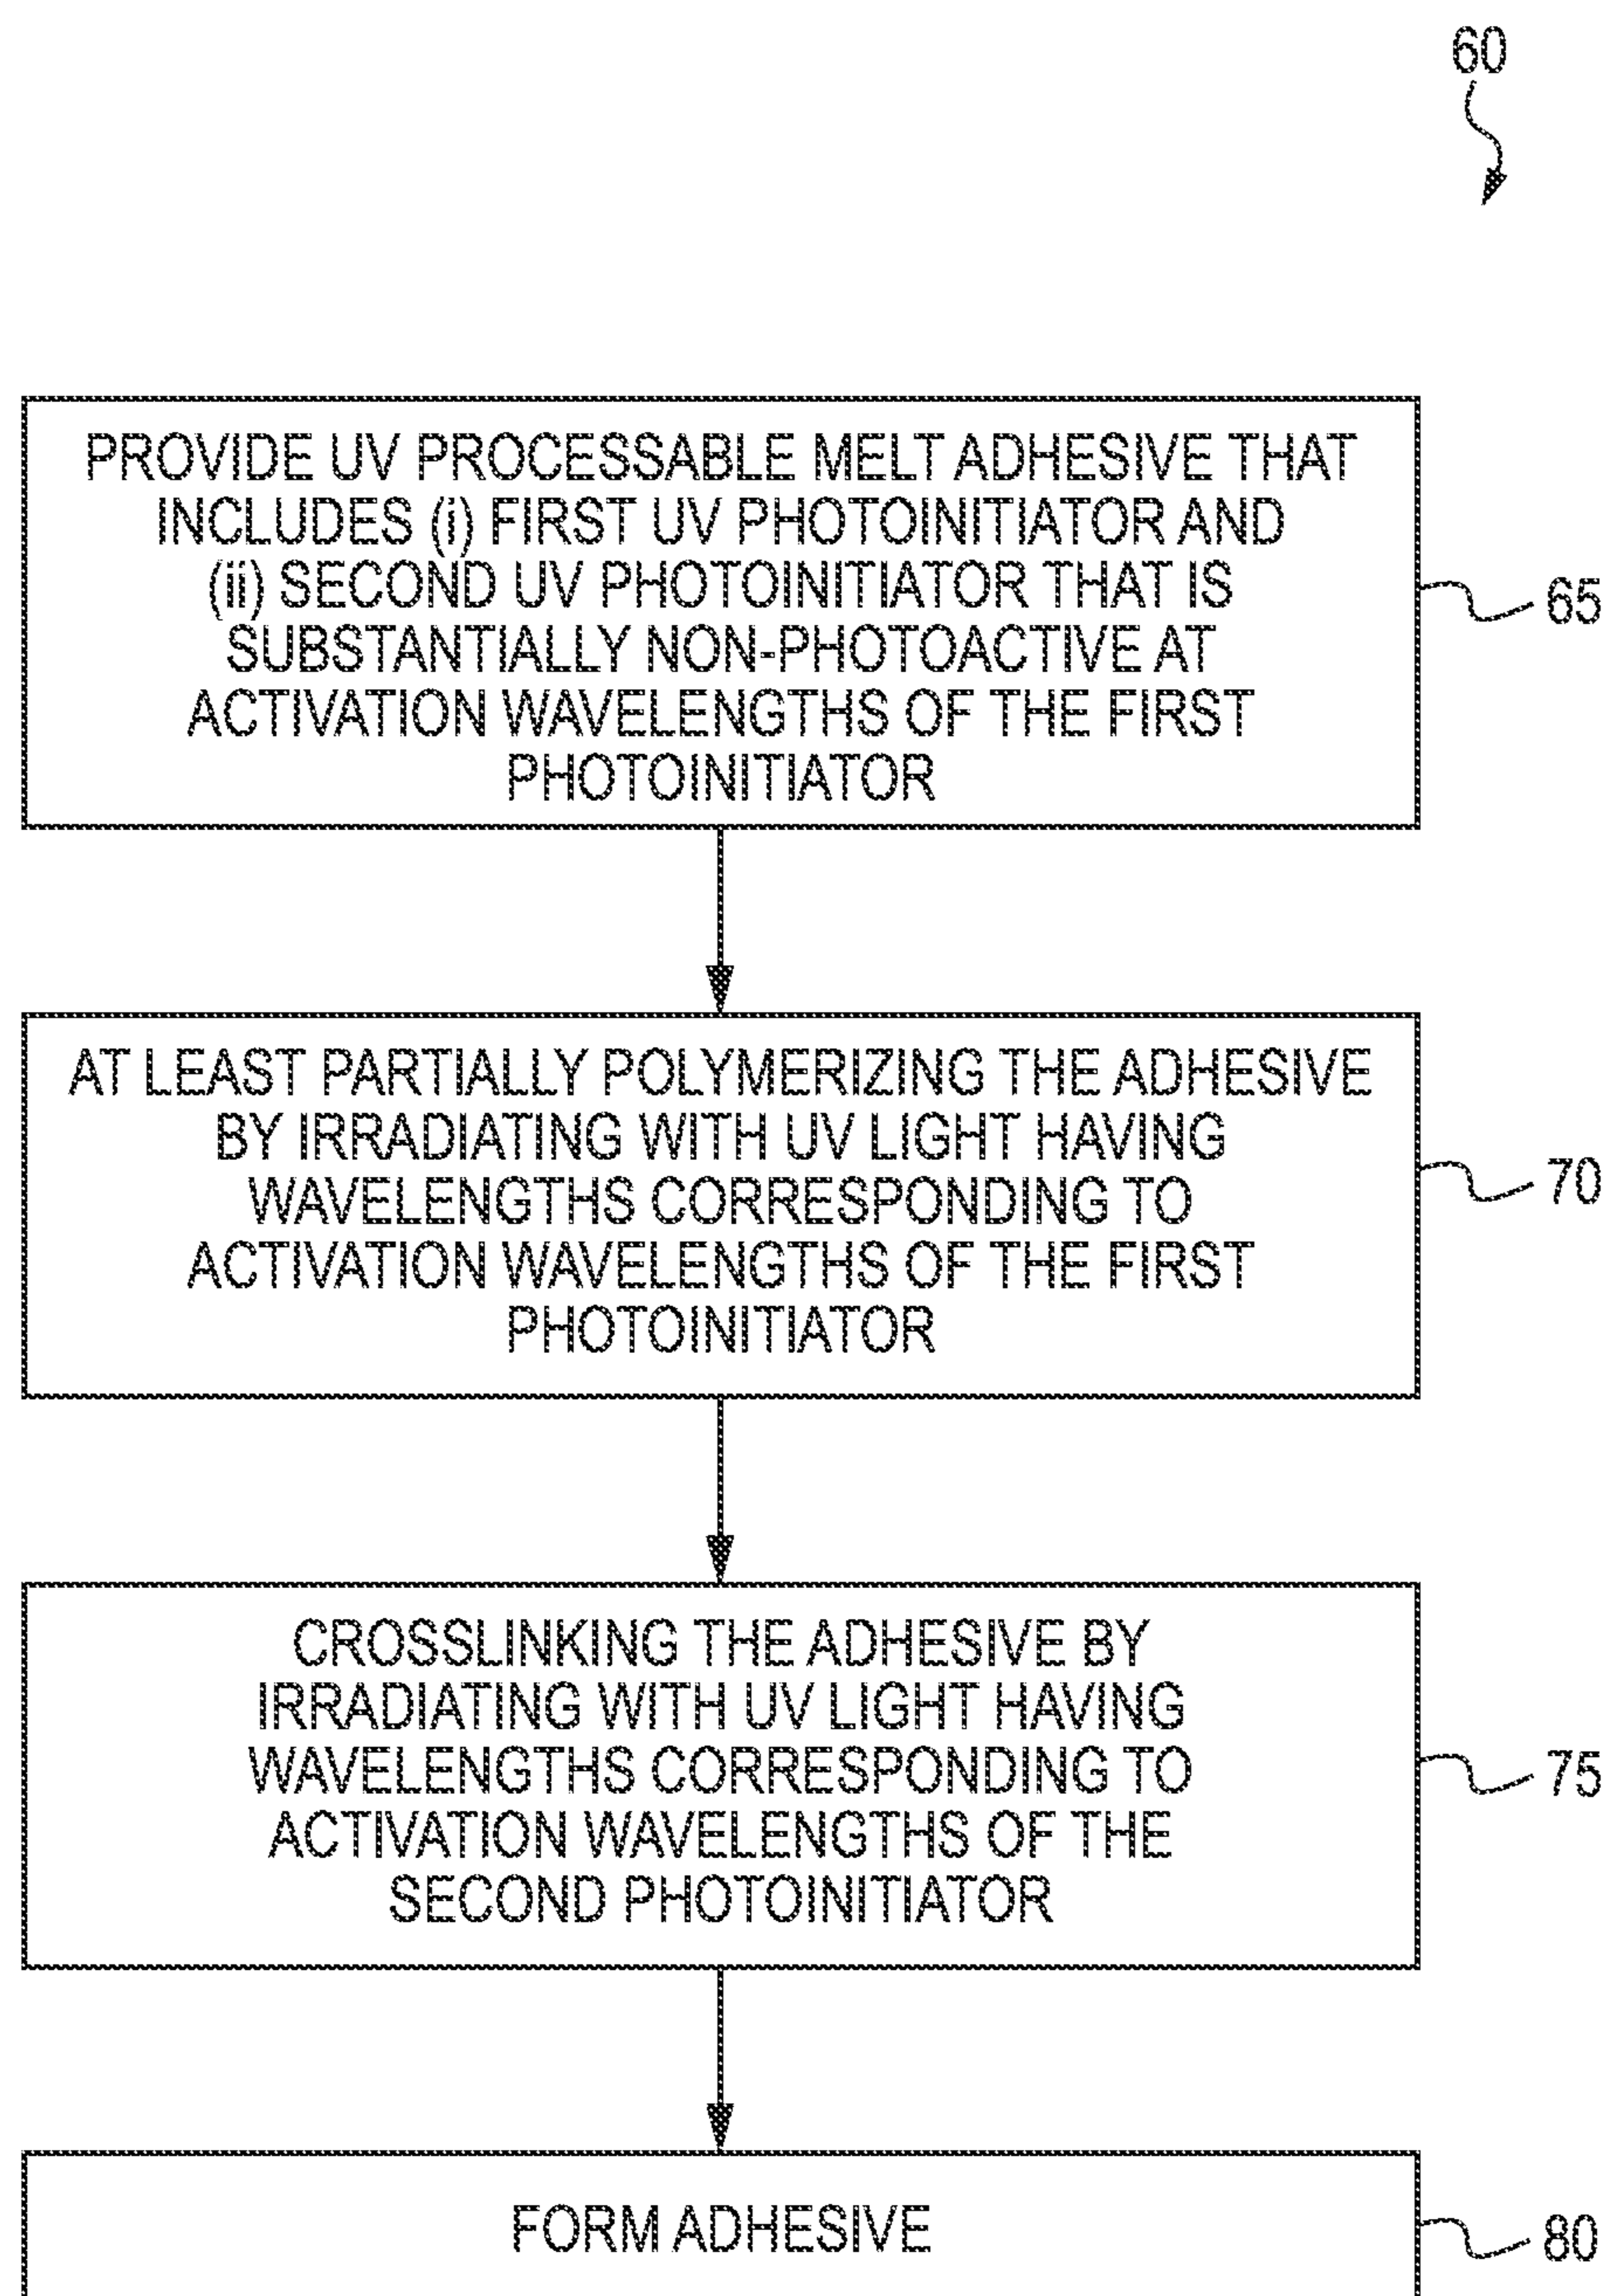 60
PROVIDE UV PROCESSABLE MELT ADHESIVE THAT
INCLUDES (i) FIRST UV PHOTOINITIATOR AND
(ii) SECOND UV PHOTOINITIATOR THAT IS
SUBSTANTIALLY NON-PHOTOACTIVE AT
ACTIVATION WAVELENGTHS OF THE FIRST
PHOTOINITIATOR
65
AT LEAST PARTIALLY POLYMERIZING THE ADHESIVE
BY IRRADIATING WITH UV LIGHT HAVING
WAVELENGTHS CORRESPONDING TO
ACTIVATION WAVELENGTHS OF THE FIRST
PHOTOINITIATOR
70
CROSSLINKING THE ADHESIVE BY
IRRADIATING WITH UV LIGHT HAVING
WAVELENGTHS CORRESPONDING TO
ACTIVATION WAVELENGTHS OF THE
SECOND PHOTOINITIATOR
75
FORM ADHESIVE
80